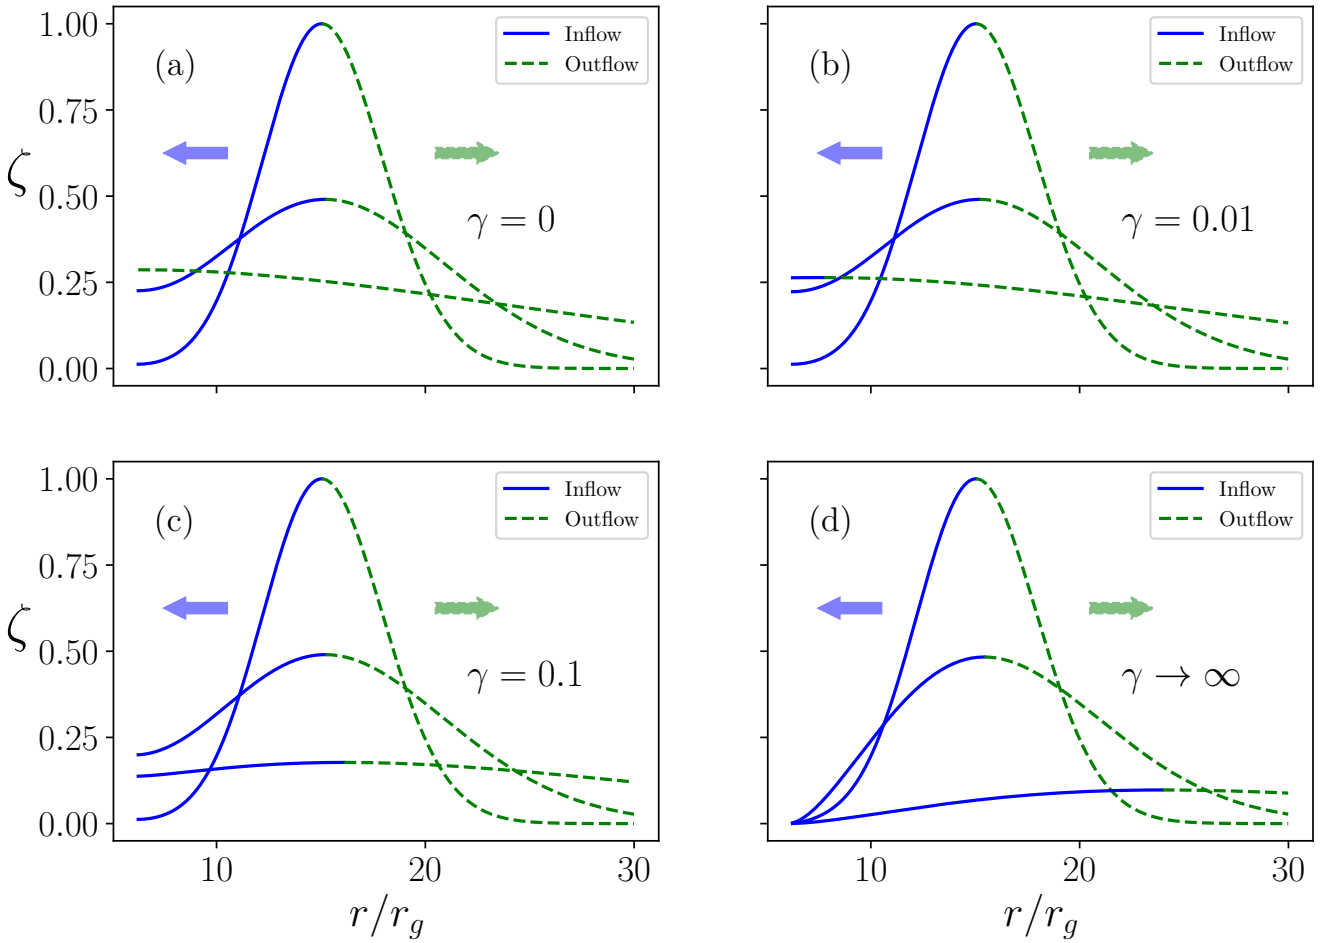 1.00
0.75
0.50
0.25
0.00
ζ
(a)
Inflow
Outflow
γ = 0
(b)
Inflow
Outflow
γ = 0.01
1.00
0.75
0.50
0.25
0.00
ζ
(c)
Inflow
Outflow
γ = 0.1
10 20 30
r/r_g
(d)
Inflow
Outflow
γ → ∞
10 20 30
r/r_g